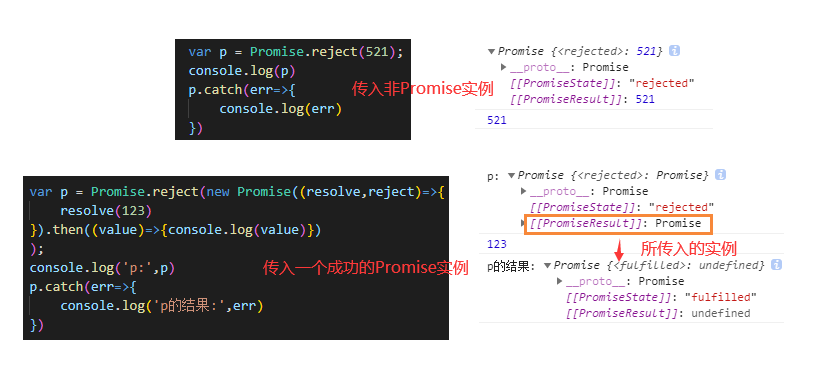 var p = Promise.reject(521);
console.log(p)
p.catch(err=>{
console.log(err)
})
传入非Promise实例
Promise {<rejected>: 521}
__proto__: Promise
[[PromiseState]]: "rejected"
[[PromiseResult]]: 521
521
var p = Promise.reject(new Promise((resolve,reject)=>{
resolve(123)
}).then((value)=>{console.log(value)})
);
console.log('p:',p)
p.catch(err=>{
console.log('p的结果:',err)
})
传入一个成功的Promise实例
p: Promise {<rejected>: Promise}
__proto__: Promise
[[PromiseState]]: "rejected"
[[PromiseResult]]: Promise
123
所传入的实例
p的结果: Promise {<fulfilled>: undefined}
__proto__: Promise
[[PromiseState]]: "fulfilled"
[[PromiseResult]]: undefined